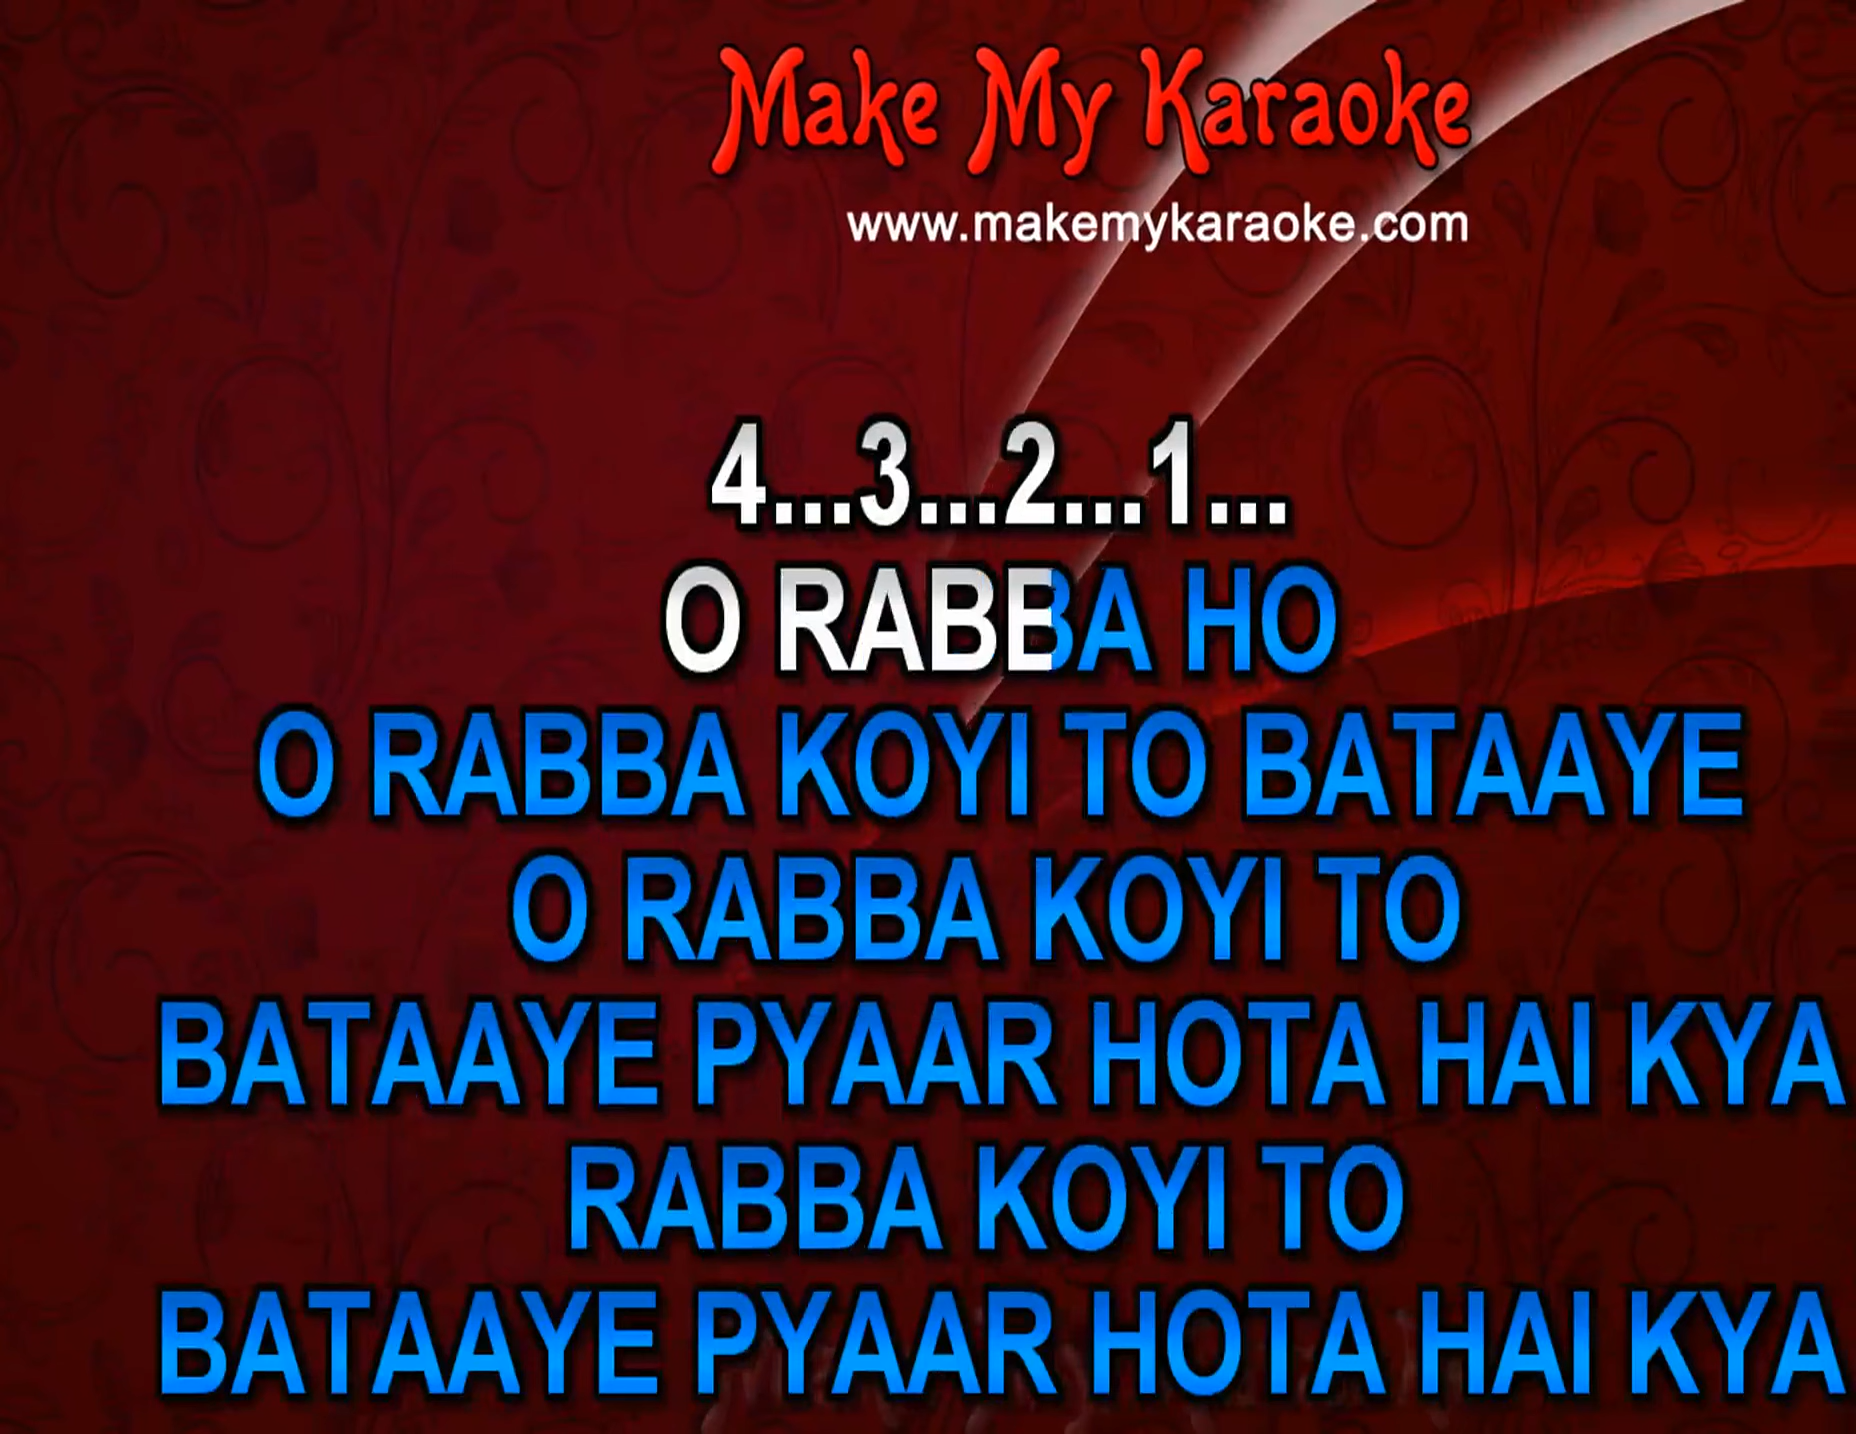 Make My Karaoke
www.makemykaraoke.com
4...3...2...1...
O RABBA HO
O RABBA KOYI TO BATAAYE
O RABBA KOYI TO
BATAAYE PYAAR HOTA HAI KYA
RABBA KOYI TO
BATAAYE PYAAR HOTA HAI KYA